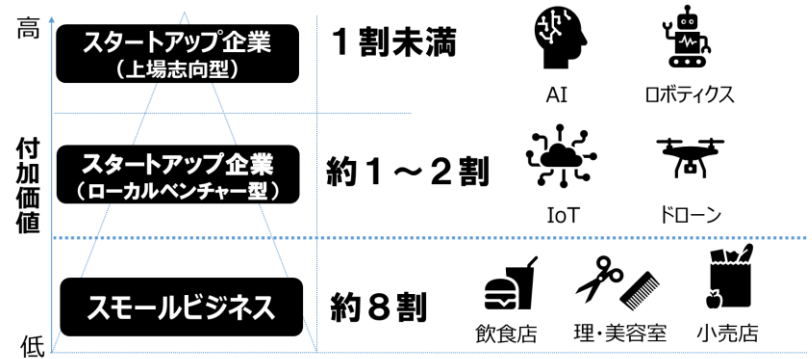 高
スタートアップ企業
(上場志向型)
1割未満
AI
ロボティクス
付加価値
スタートアップ企業
(ローカルベンチャー型)
約1~2割
IoT
ドローン
スモールビジネス
約8割
飲食店
理・美容室
小売店
低